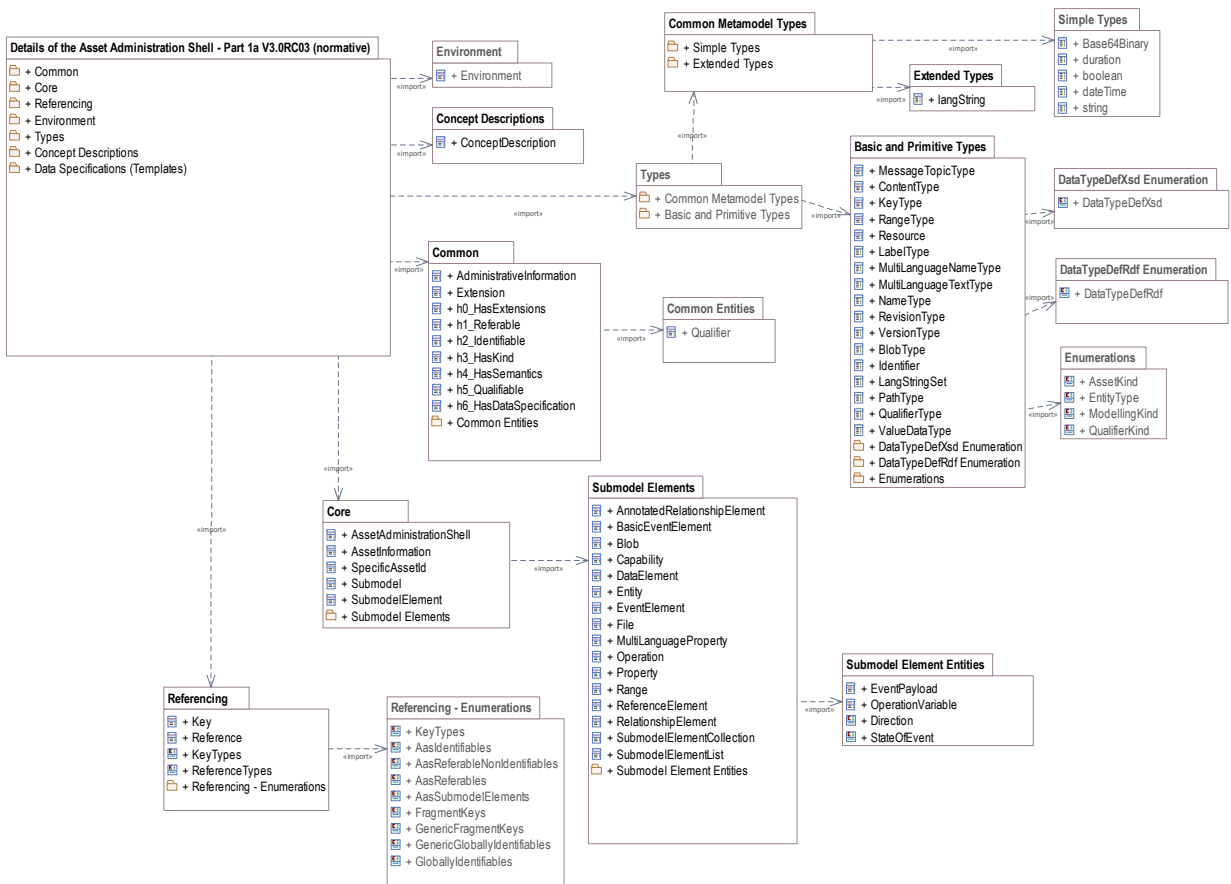 Details of the Asset Administration Shell - Part 1a V3.0RC03 (normative)
+ Common
+ Core
+ Referencing
+ Environment
+ Types
+ Concept Descriptions
+ Data Specifications (Templates)
Environment
+ Environment
«import»
Concept Descriptions
+ ConceptDescription
«import»
Common Metamodel Types
+ Simple Types
+ Extended Types
«import»
Simple Types
+ Base64Binary
+ duration
+ boolean
+ dateTime
+ string
«import»
Extended Types
+ langString
«import»
Types
+ Common Metamodel Types
+ Basic and Primitive Types
«import»
«import»
Basic and Primitive Types
+ MessageTopicType
+ ContentType
+ KeyType
+ RangeType
+ Resource
+ LabelType
+ MultiLanguageNameType
+ MultiLanguageTextType
+ NameType
+ RevisionType
+ VersionType
+ BlobType
+ Identifier
+ LangStringSet
+ PathType
+ QualifierType
+ ValueDataType
+ DataTypeDefXsd Enumeration
+ DataTypeDefRdf Enumeration
+ Enumerations
«import»
DataTypeDefXsd Enumeration
+ DataTypeDefXsd
«import»
DataTypeDefRdf Enumeration
+ DataTypeDefRdf
«import»
Enumerations
+ AssetKind
+ EntityType
+ ModellingKind
+ QualifierKind
«import»
Common
+ AdministrativeInformation
+ Extension
+ h0_HasExtensions
+ h1_Referable
+ h2_Identifiable
+ h3_HasKind
+ h4_HasSemantics
+ h5_Qualifiable
+ h6_HasDataSpecification
+ Common Entities
«import»
Common Entities
+ Qualifier
«import»
Core
+ AssetAdministrationShell
+ AssetInformation
+ SpecificAssetId
+ Submodel
+ SubmodelElement
+ Submodel Elements
«import»
Submodel Elements
+ AnnotatedRelationshipElement
+ BasicEventElement
+ Blob
+ Capability
+ DataElement
+ Entity
+ EventElement
+ File
+ MultiLanguageProperty
+ Operation
+ Property
+ Range
+ ReferenceElement
+ RelationshipElement
+ SubmodelElementCollection
+ SubmodelElementList
+ Submodel Element Entities
«import»
Submodel Element Entities
+ EventPayload
+ OperationVariable
+ Direction
+ StateOfEvent
«import»
Referencing
+ Key
+ Reference
+ KeyTypes
+ ReferenceTypes
+ Referencing - Enumerations
«import»
Referencing - Enumerations
+ KeyTypes
+ AasIdentifiables
+ AasReferableNonIdentifiables
+ AasReferables
+ AasSubmodelElements
+ FragmentKeys
+ GenericFragmentKeys
+ GenericGloballyIdentifiables
+ GloballyIdentifiables